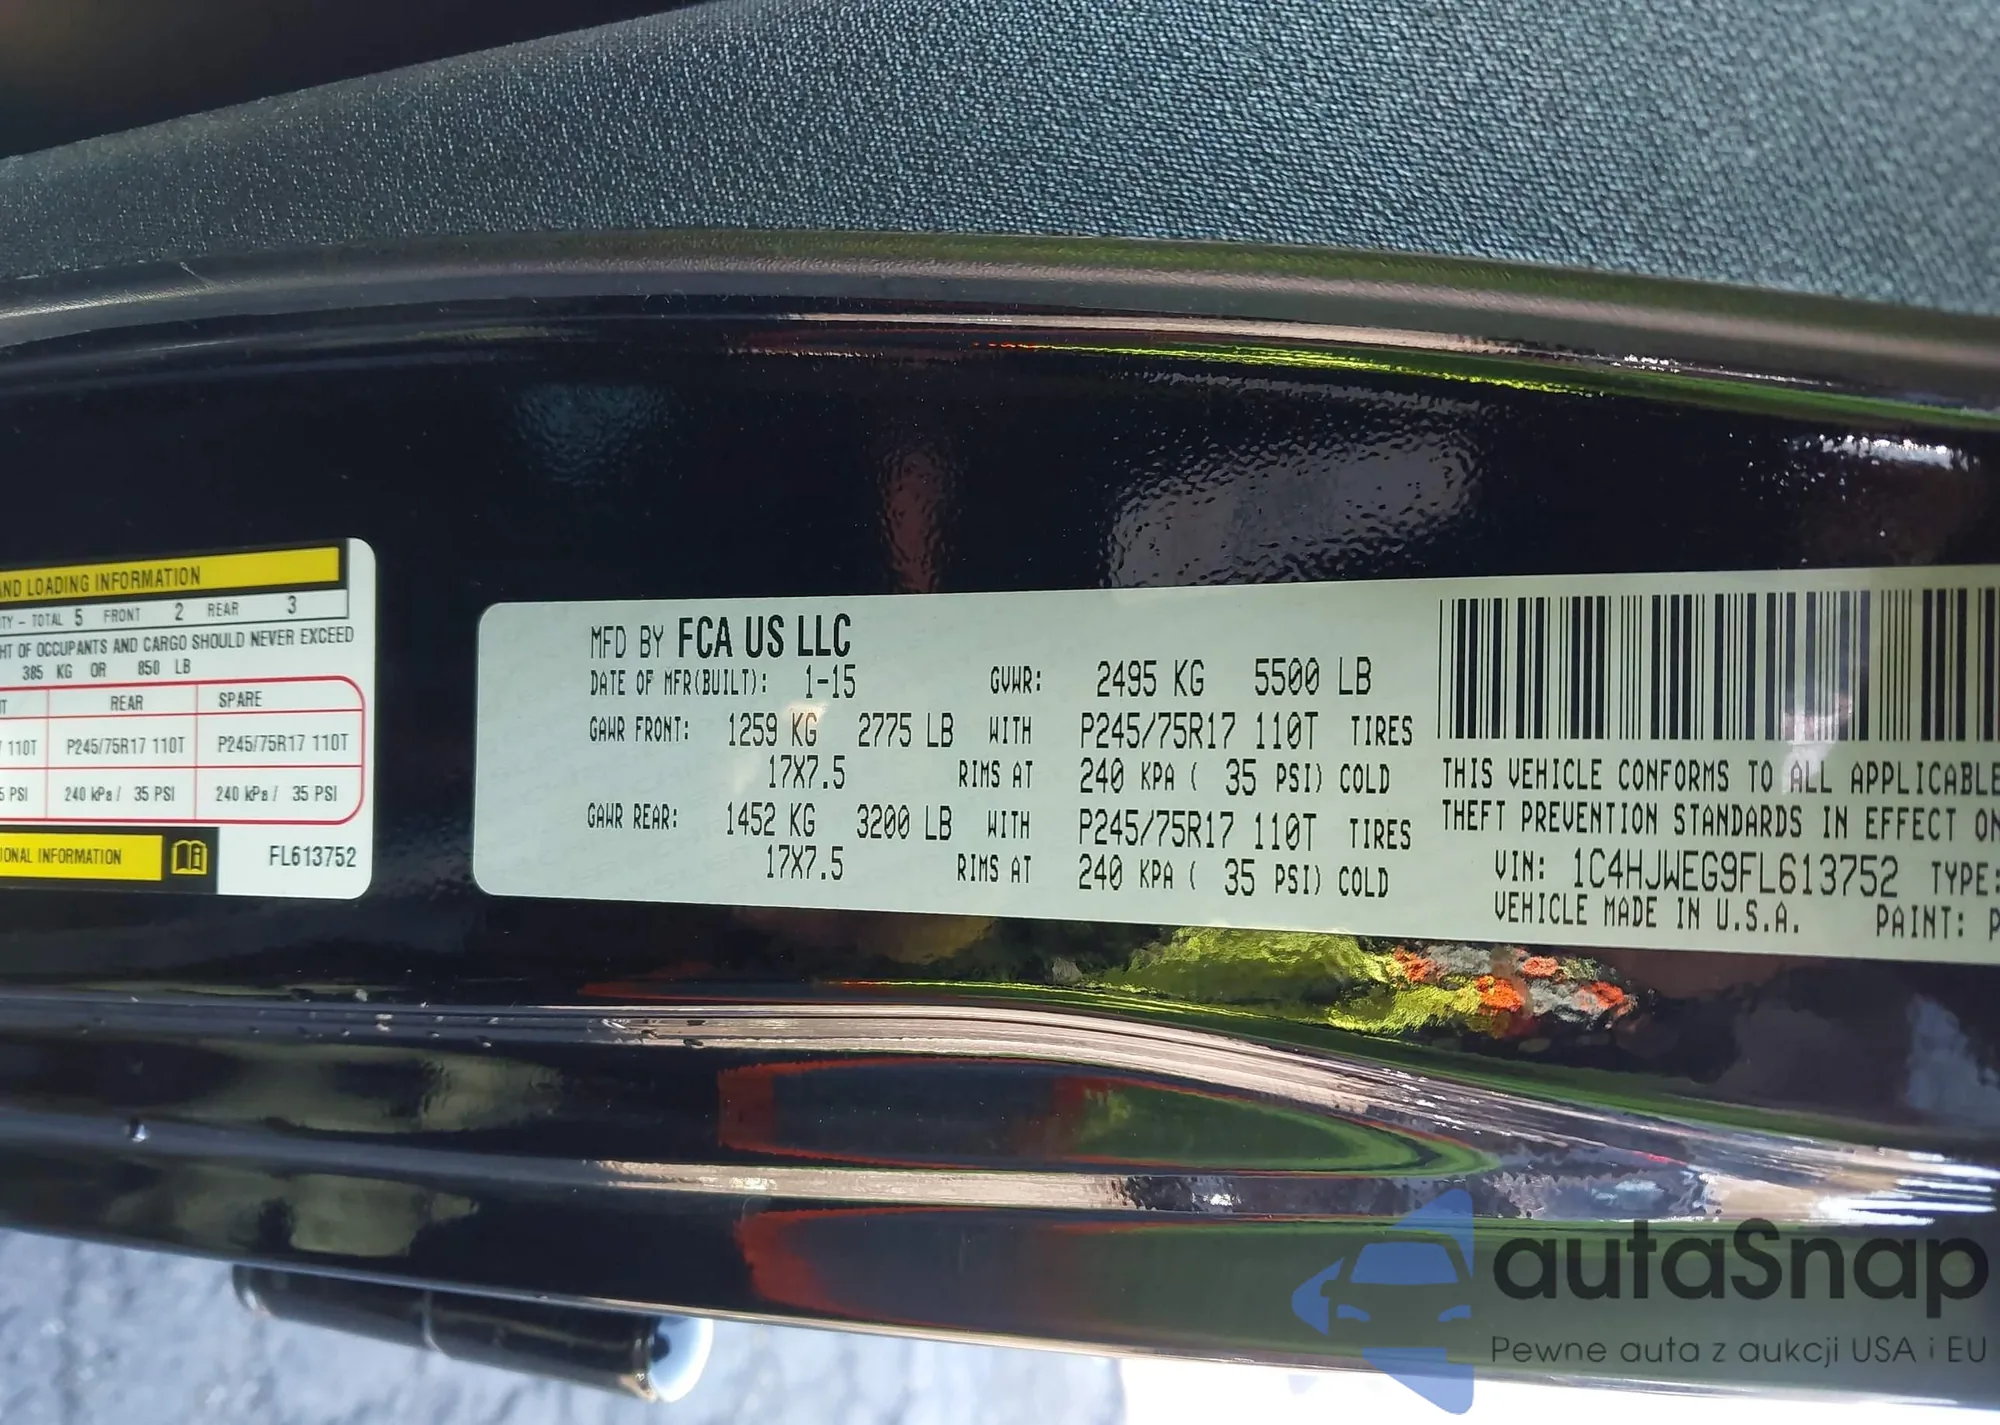 AND LOADING INFORMATION
TY - TOTAL 5 FRONT 2 REAR 3
HT OF OCCUPANTS AND CARGO SHOULD NEVER EXCEED
385 KG OR 850 LB
T REAR SPARE
110T P245/75R17 110T P245/75R17 110T
5 PSI 240 kPa / 35 PSI 240 kPa / 35 PSI
IONAL INFORMATION
FL613752
MFD BY FCA US LLC
DATE OF MFR(BUILT): 1-15 GVWR: 2495 KG 5500 LB
GAWR FRONT: 1259 KG 2775 LB WITH P245/75R17 110T TIRES
17X7.5 RIMS AT 240 KPA ( 35 PSI) COLD
GAWR REAR: 1452 KG 3200 LB WITH P245/75R17 110T TIRES
17X7.5 RIMS AT 240 KPA ( 35 PSI) COLD
THIS VEHICLE CONFORMS TO ALL APPLICABLE
THEFT PREVENTION STANDARDS IN EFFECT ON
VIN: 1C4HJWEG9FL613752 TYPE:
VEHICLE MADE IN U.S.A. PAINT: P
autaSnap
Pewne auta z aukcji USA i EU